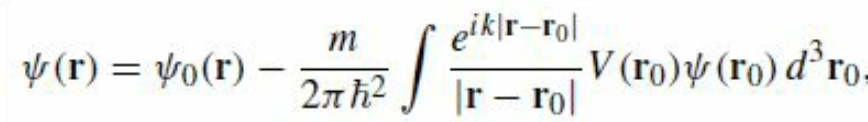 ψ(r) = ψ₀(r) − m/2πħ² ∫ e^{ik|r−r₀|}/|r − r₀| V(r₀)ψ(r₀) d³r₀,